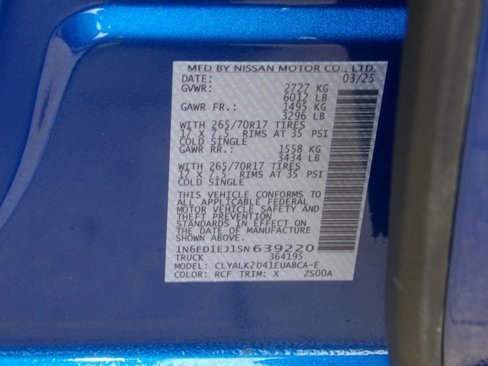 MFD BY NISSAN MOTOR CO., LTD.
DATE: 03/25
GVWR: 2727 KG
6012 LB
GAWR FR.: 1495 KG
3296 LB
WITH 265/70R17 TIRES
17 X 7.5 RIMS AT 35 PSI
COLD SINGLE
GAWR RR.: 1558 KG
3434 LB
WITH 265/70R17 TIRES
17 X 7.5 RIMS AT 35 PSI
COLD SINGLE
THIS VEHICLE CONFORMS TO
ALL APPLICABLE FEDERAL
MOTOR VEHICLE SAFETY AND
THEFT PREVENTION
STANDARDS IN EFFECT ON
THE DATE OF MANUFACTURE
SHOWN ABOVE.
1N6ED1EJ1SN 639220
TRUCK 364195
MODEL: CLYALK2D41EUABCA-E
COLOR: RCF TRIM: X 2S00A